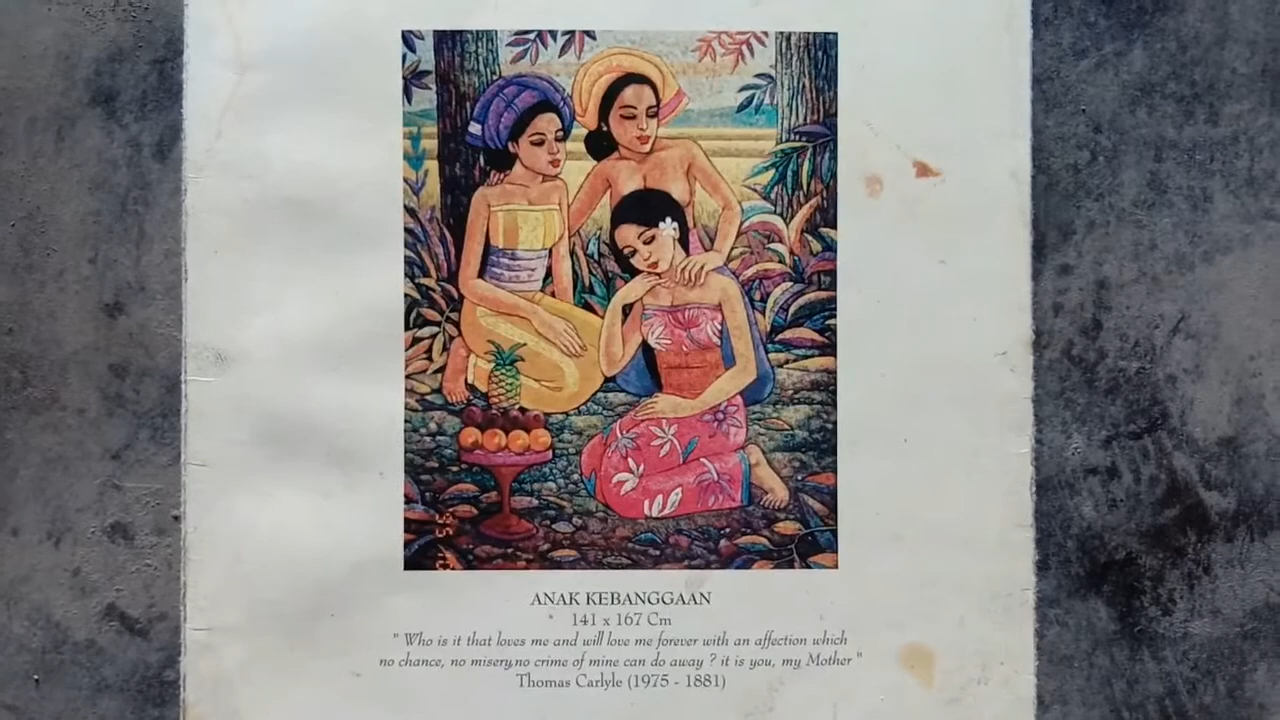 ANAK KEBANGGAAN
141 x 167 Cm
" Who is it that loves me and will love me forever with an affection which
no chance, no misery,no crime of mine can do away ? it is you, my Mother "
Thomas Carlyle (1975 - 1881)